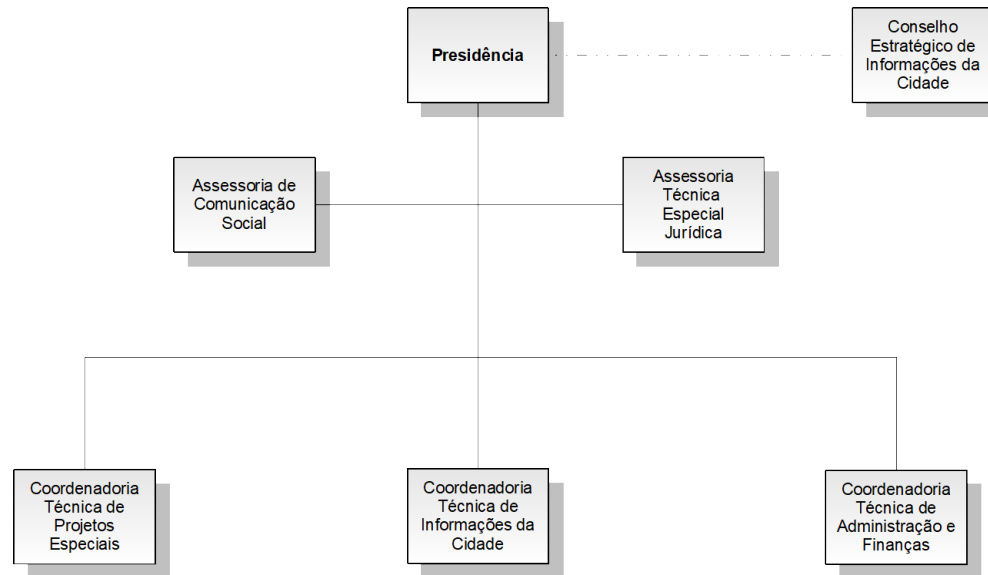 Presidência
Conselho
Estratégico de
Informações da
Cidade
Assessoria de
Comunicação
Social
Assessoria
Técnica
Especial
Jurídica
Coordenadoria
Técnica de
Projetos
Especiais
Coordenadoria
Técnica de
Informações da
Cidade
Coordenadoria
Técnica de
Administração e
Finanças